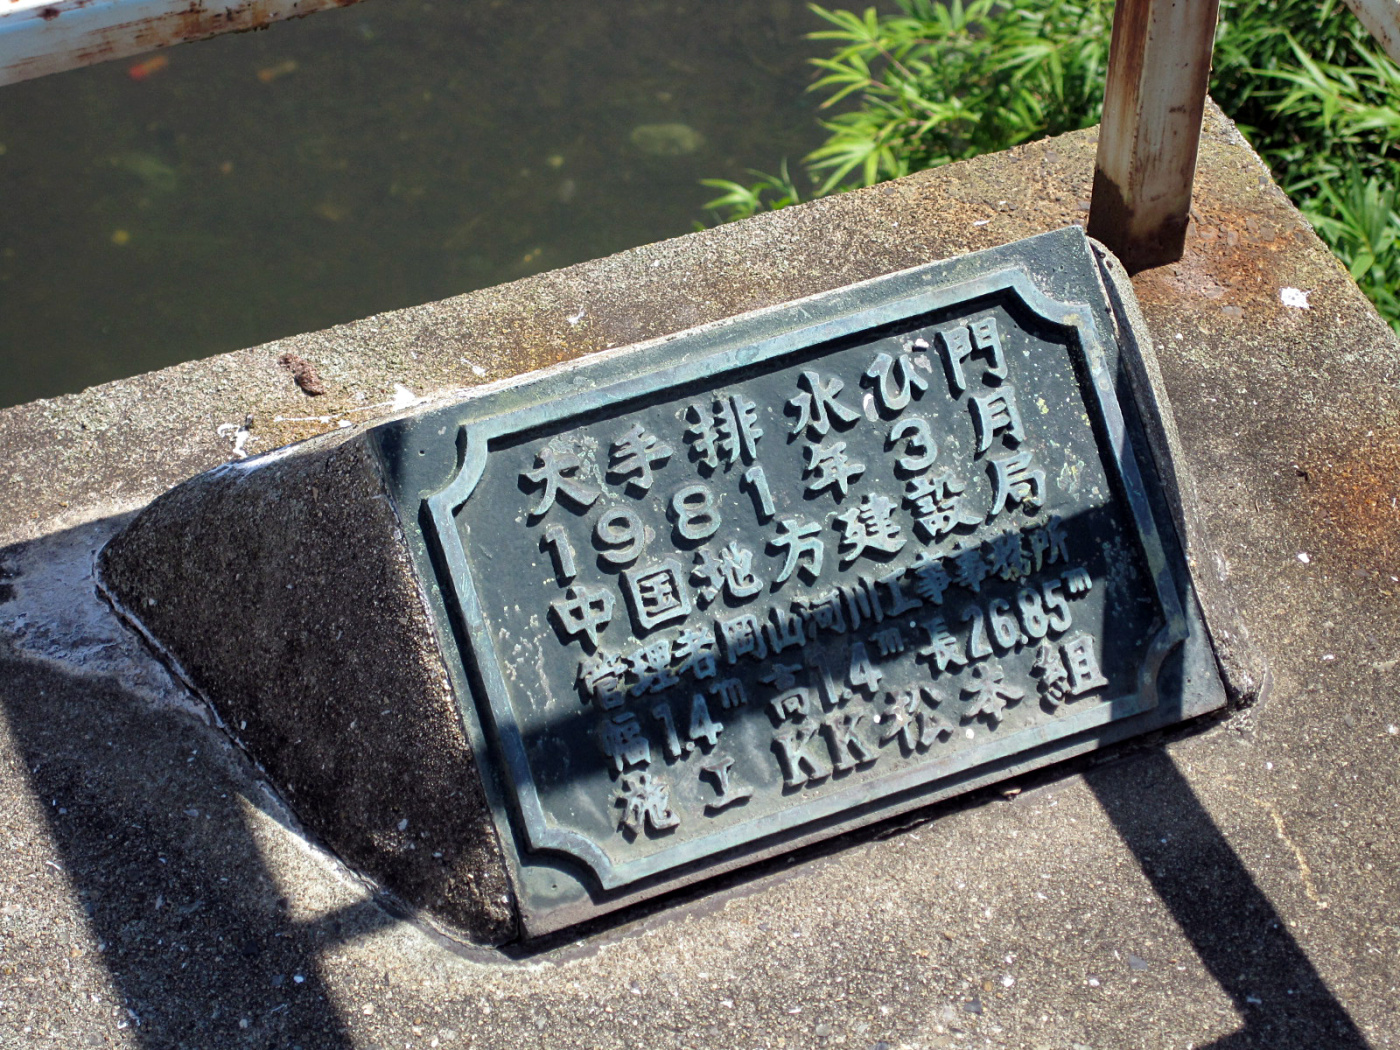 大手排水ひ門
1981年3月
中国地方建設局
管理者岡山河川工事事務所
幅1.4m 高1.4m 長26.85m
施工 KK松本組